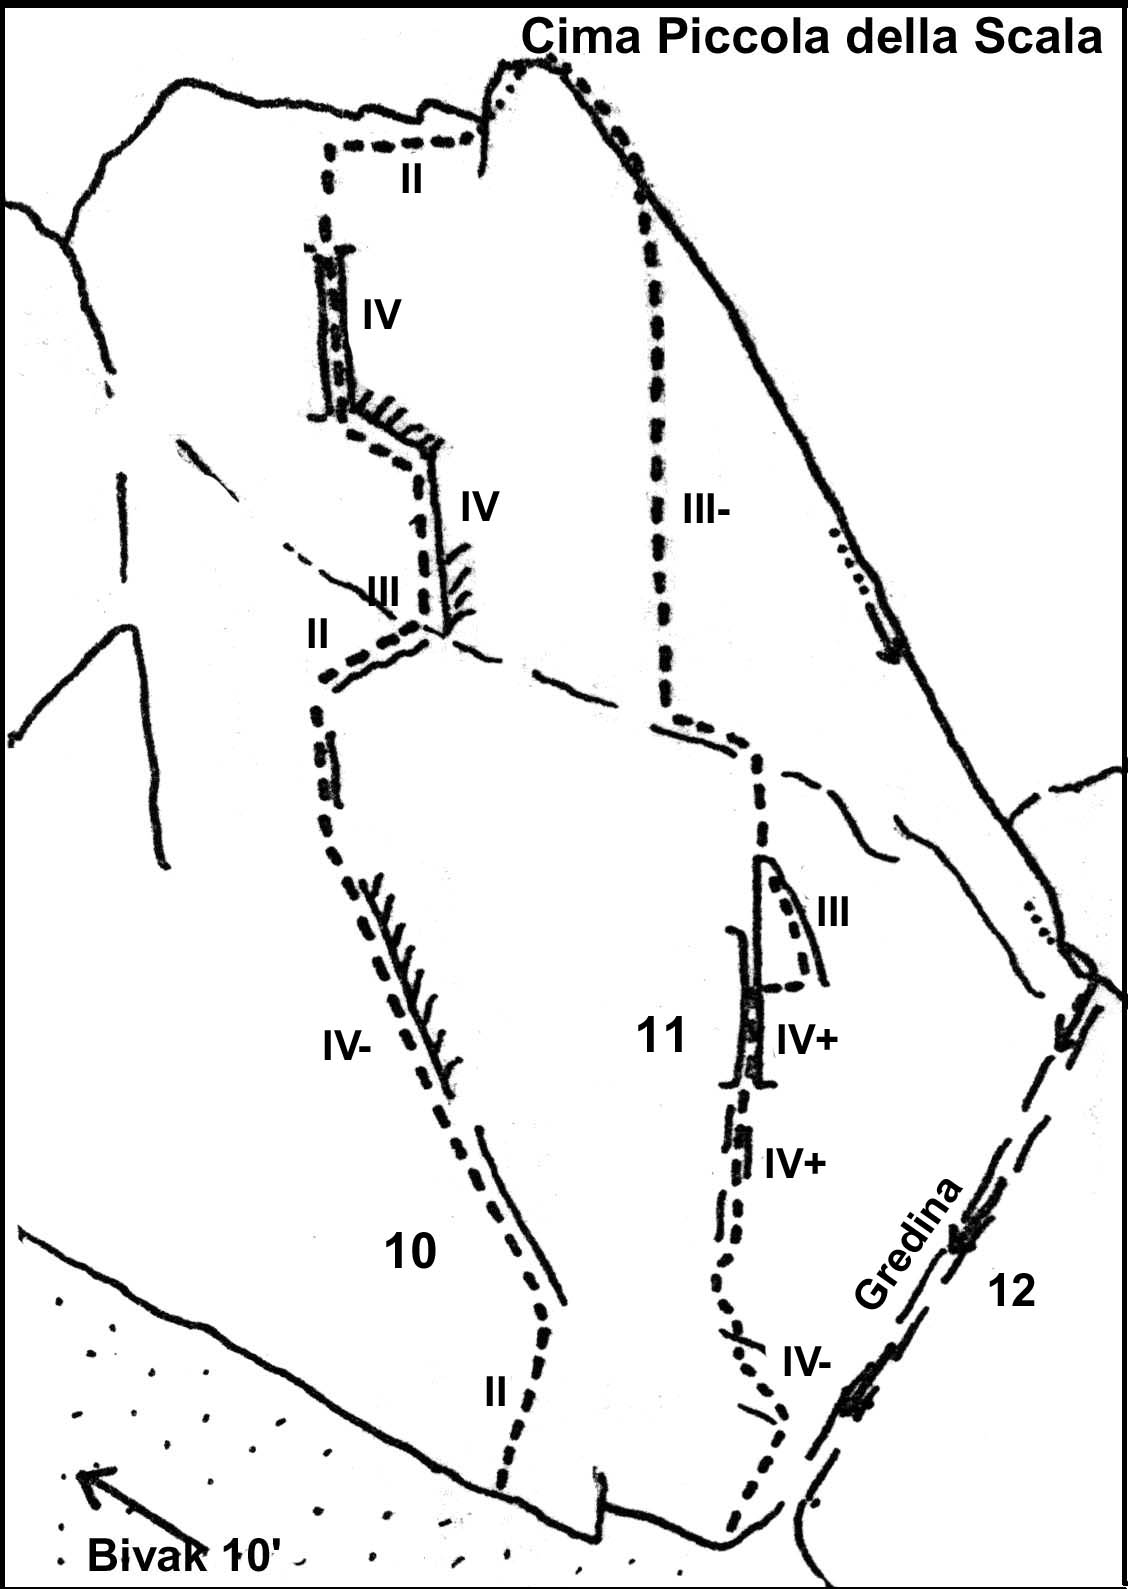 Cima Piccola della Scala
II
IV
IV
III-
III
II
III
11
IV+
IV-
IV+
Gredina
10
12
IV-
II
Bivak 10'